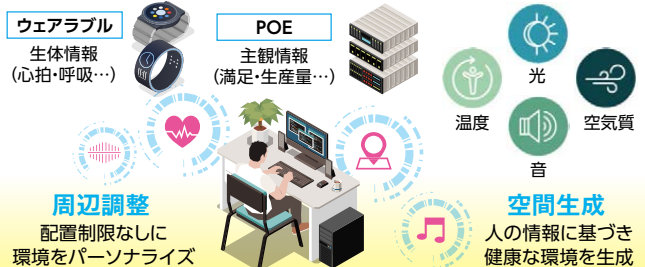 ウェアラブル
生体情報
(心拍・呼吸…)
POE
主観情報
(満足・生産量…)
光
温度
空気質
音
周辺調整
配置制限なしに
環境をパーソナライズ
空間生成
人の情報に基づき
健康な環境を生成